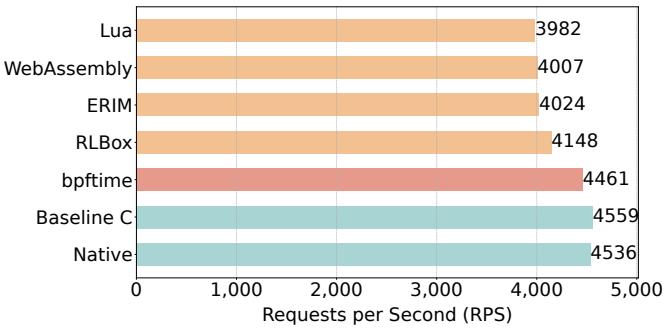 Lua 3982
WebAssembly 4007
ERIM 4024
RLBox 4148
bpftime 4461
Baseline C 4559
Native 4536
0 1,000 2,000 3,000 4,000 5,000
Requests per Second (RPS)